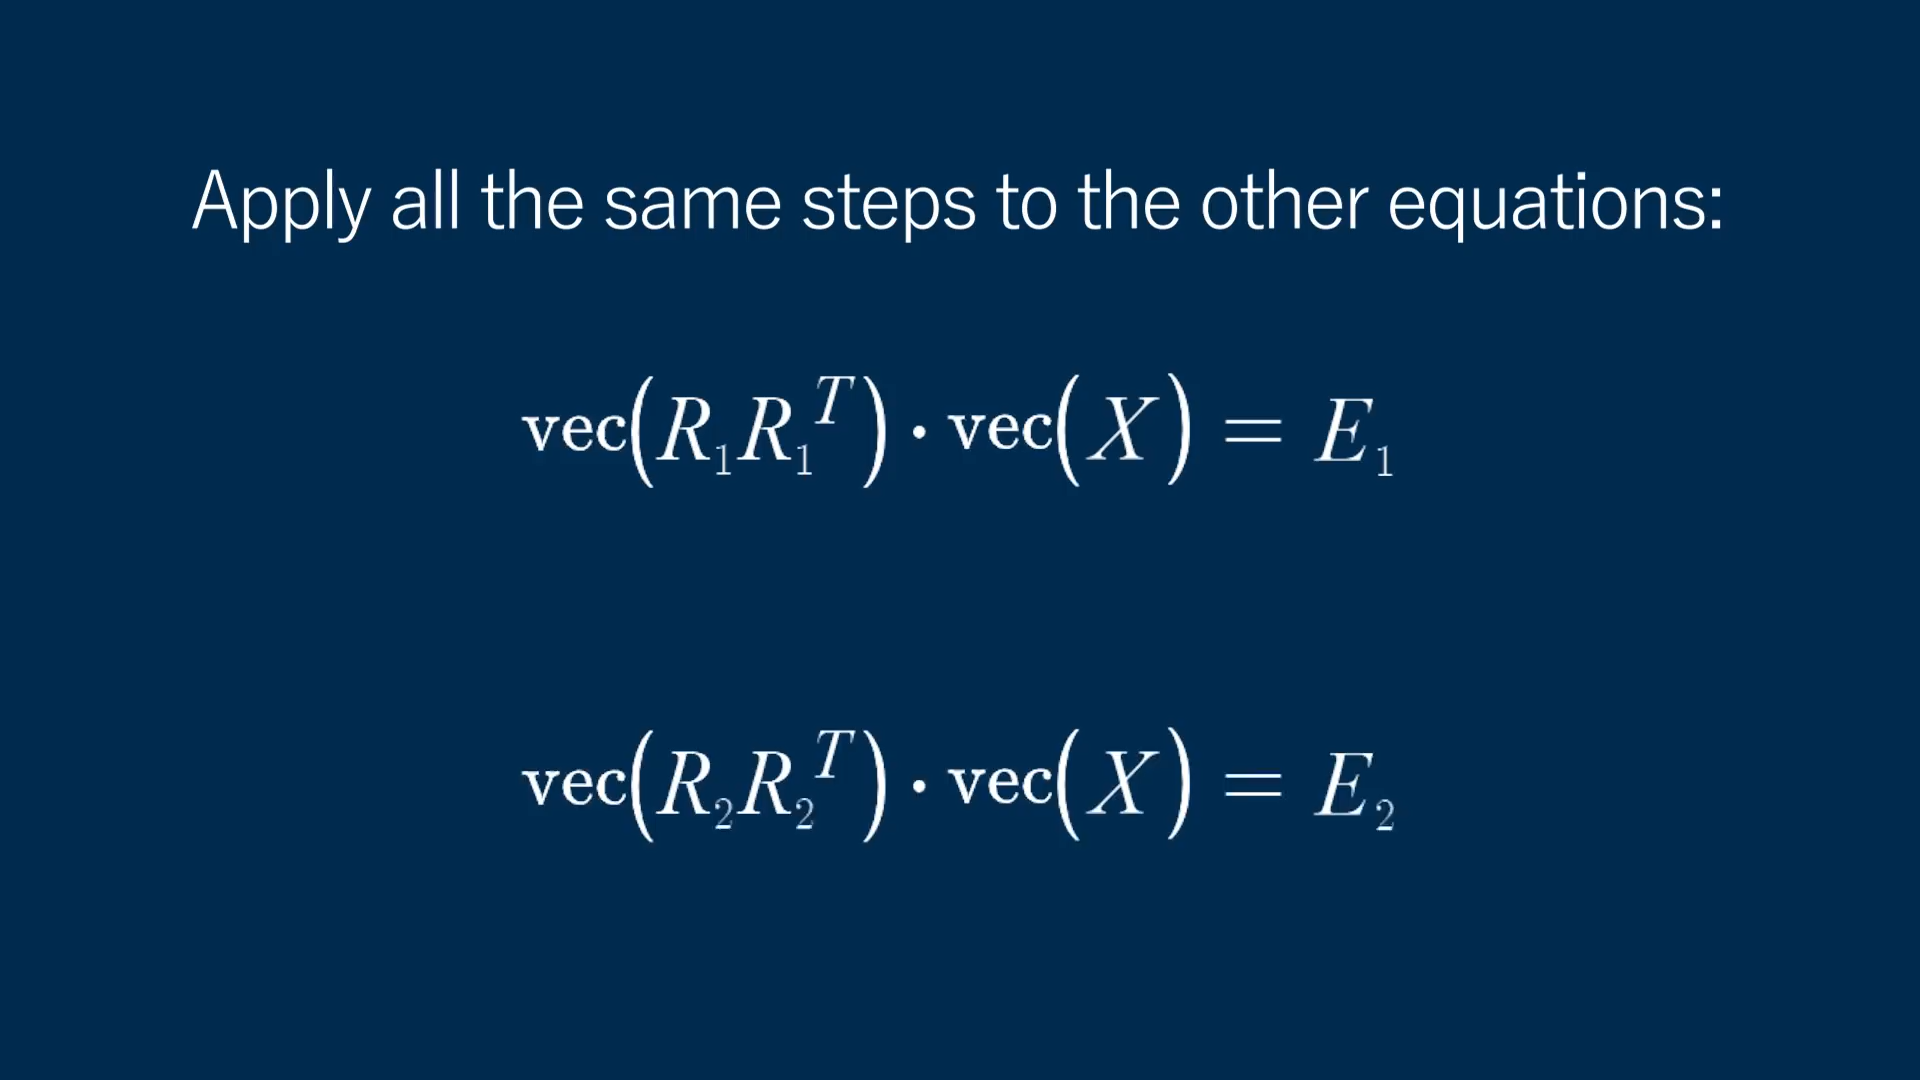 Apply all the same steps to the other equations:
vec(R₁R₁ᵀ) · vec(X) = E₁
vec(R₂R₂ᵀ) · vec(X) = E₂